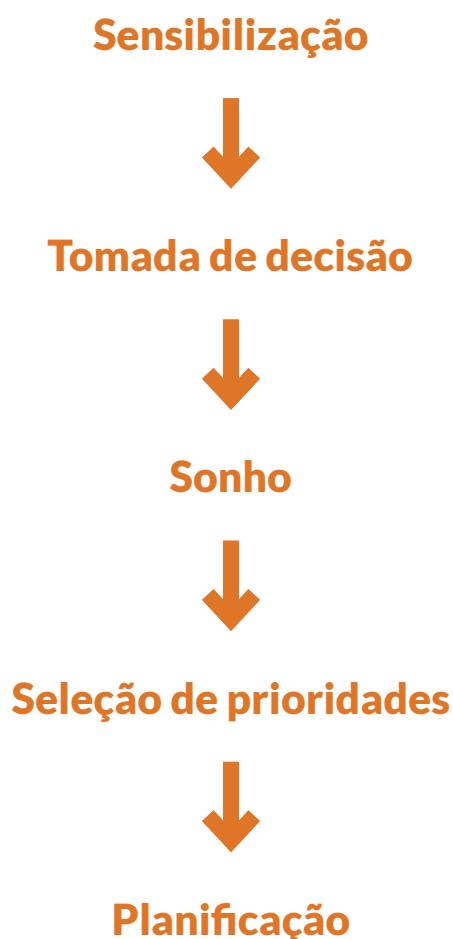 Sensibilização
Tomada de decisão
Sonho
Seleção de prioridades
Planificação